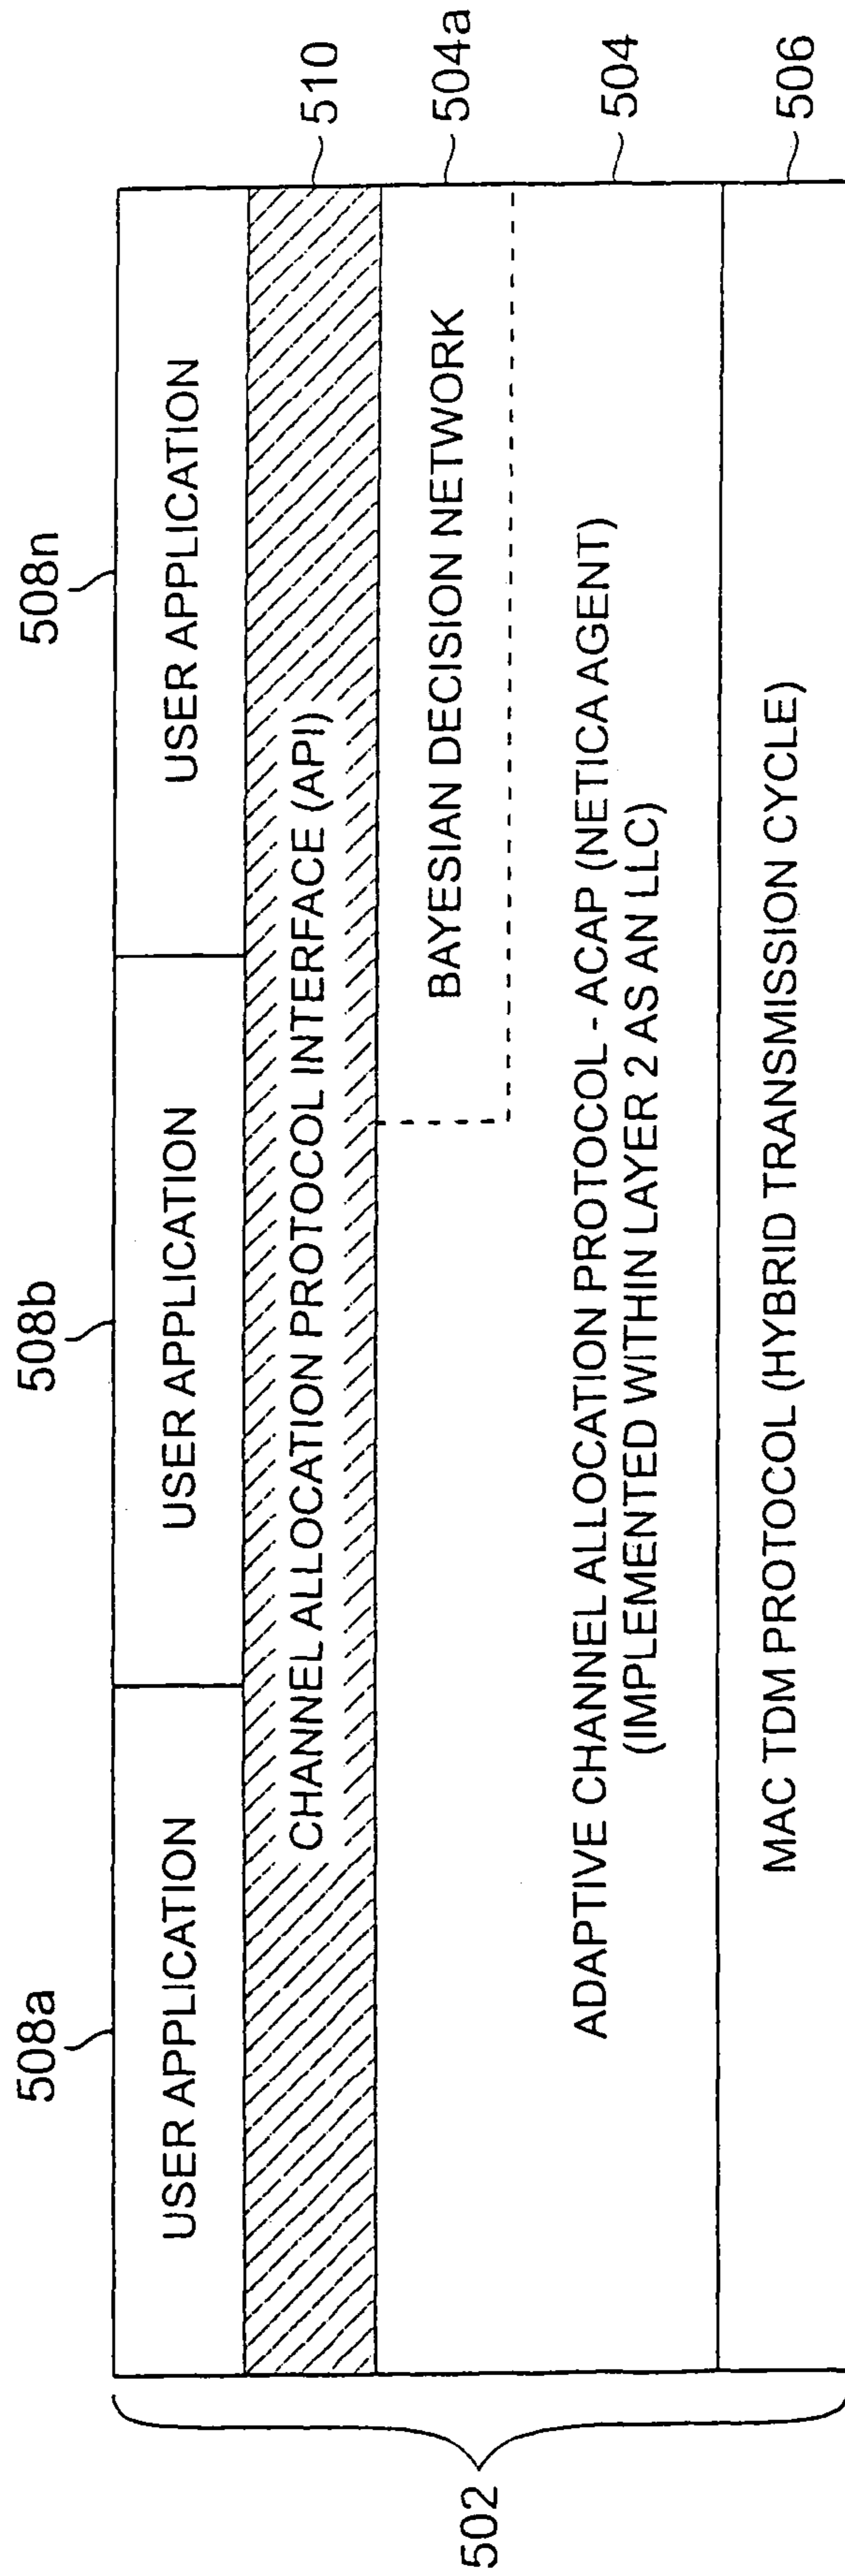 508a
508b
508n
USER APPLICATION
USER APPLICATION
USER APPLICATION
CHANNEL ALLOCATION PROTOCOL INTERFACE (API)
510
BAYESIAN DECISION NETWORK
504a
ADAPTIVE CHANNEL ALLOCATION PROTOCOL - ACAP (NETICA AGENT)
(IMPLEMENTED WITHIN LAYER 2 AS AN LLC)
504
MAC TDM PROTOCOL (HYBRID TRANSMISSION CYCLE)
506
502